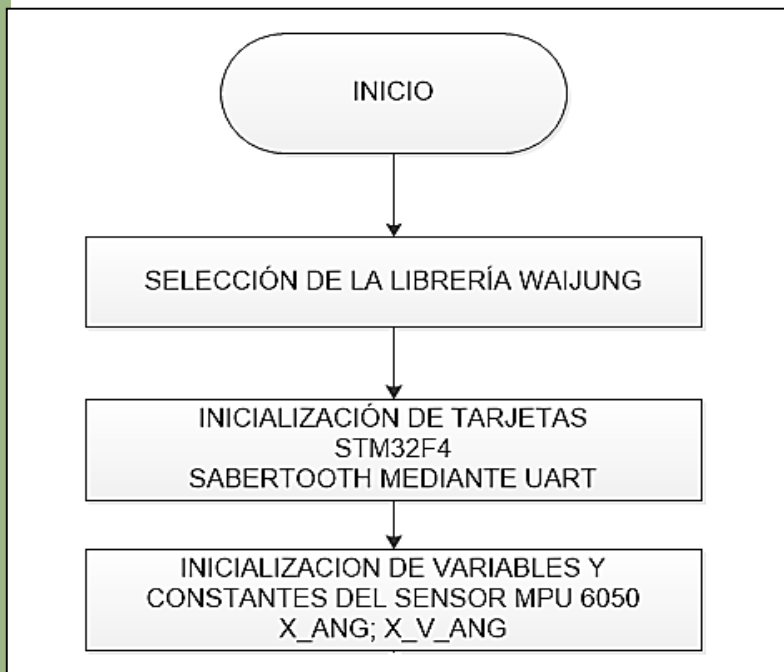 INICIO
SELECCIÓN DE LA LIBRERÍA WAIJUNG
INICIALIZACIÓN DE TARJETAS
STM32F4
SABERTOOTH MEDIANTE UART
INICIALIZACION DE VARIABLES Y
CONSTANTES DEL SENSOR MPU 6050
X_ANG; X_V_ANG